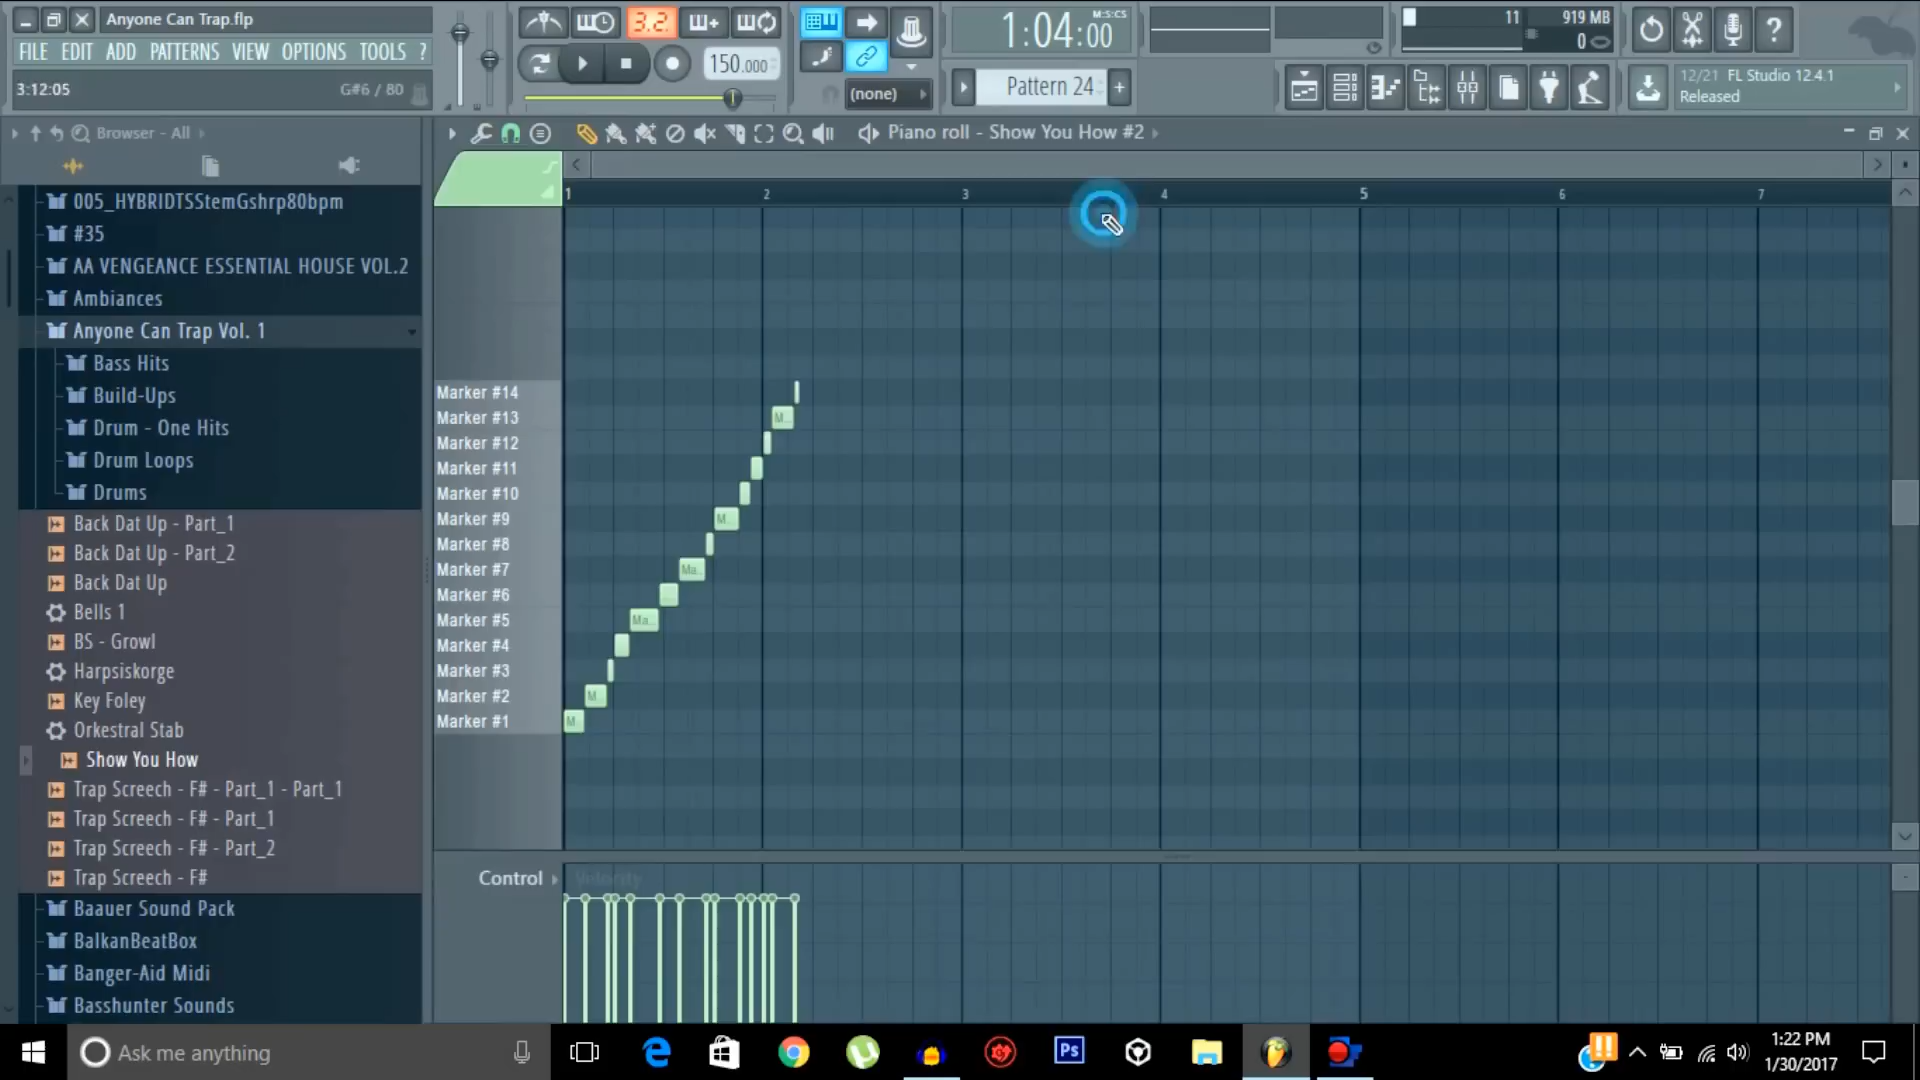 Anyone Can Trap.flp
FILE EDIT ADD PATTERNS VIEW OPTIONS TOOLS ?
3:12:05 G#6 / 80
3.2.
150.000
(none)
1:04:00
M:S:CS
Pattern 24
11 919 MB
0
12/21 FL Studio 12.4.1
Released
Browser - All
Piano roll - Show You How #2
005_HYBRIDTSStemGshrp80bpm
#35
AA VENGEANCE ESSENTIAL HOUSE VOL.2
Ambiances
Anyone Can Trap Vol. 1
Bass Hits
Build-Ups
Drum - One Hits
Drum Loops
Drums
Back Dat Up - Part_1
Back Dat Up - Part_2
Back Dat Up
Bells 1
BS - Growl
Harpsiskorge
Key Foley
Orkestral Stab
Show You How
Trap Screech - F# - Part_1 - Part_1
Trap Screech - F# - Part_1
Trap Screech - F# - Part_2
Trap Screech - F#
Baauer Sound Pack
BalkanBeatBox
Banger-Aid Midi
Basshunter Sounds
1 2 3 4 5 6 7
Marker #14
Marker #13 M..
Marker #12
Marker #11
Marker #10
Marker #9 M..
Marker #8
Marker #7 Ma..
Marker #6
Marker #5 Ma..
Marker #4
Marker #3
Marker #2 M..
Marker #1 M..
Control Velocity
Ask me anything
Ps
1:22 PM
1/30/2017